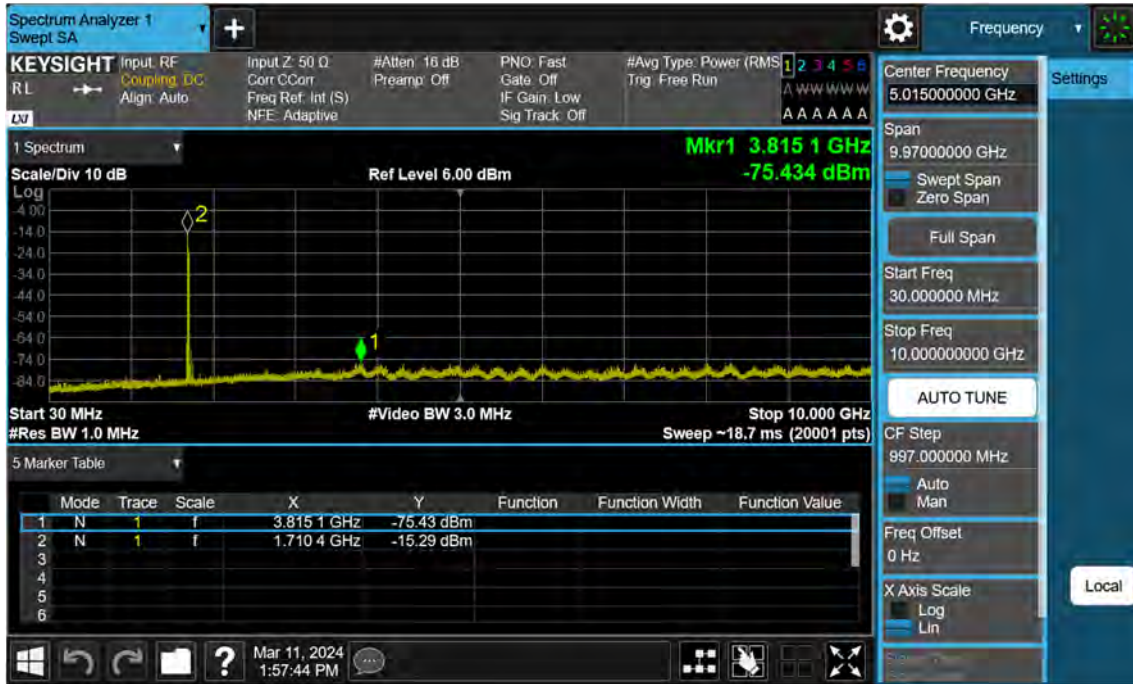 Spectrum Analyzer 1
Swept SA
+
Frequency
KEYSIGHT
RL
LXI
Input: RF
Coupling: DC
Align: Auto
Input Z: 50 Ω
Corr CCorr
Freq Ref: Int (S)
NFE: Adaptive
#Atten: 16 dB
Preamp: Off
PNO: Fast
Gate: Off
IF Gain: Low
Sig Track: Off
#Avg Type: Power (RMS
Trig: Free Run
1 2 3 4 5 6
A W W W W W
A A A A A A
1 Spectrum
Mkr1 3.815 1 GHz
Scale/Div 10 dB
Ref Level 6.00 dBm
-75.434 dBm
Log
-4.00
-14.0
-24.0
-34.0
-44.0
-54.0
-64.0
-74.0
-84.0
2
1
Start 30 MHz
#Video BW 3.0 MHz
Stop 10.000 GHz
#Res BW 1.0 MHz
Sweep ~18.7 ms (20001 pts)
5 Marker Table
Mode Trace Scale X Y Function Function Width Function Value
1 N 1 f 3.815 1 GHz -75.43 dBm
2 N 1 f 1.710 4 GHz -15.29 dBm
3
4
5
6
?
Mar 11, 2024
1:57:44 PM
Center Frequency
5.015000000 GHz
Settings
Span
9.97000000 GHz
Swept Span
Zero Span
Full Span
Start Freq
30.000000 MHz
Stop Freq
10.000000000 GHz
AUTO TUNE
CF Step
997.000000 MHz
Auto
Man
Freq Offset
0 Hz
X Axis Scale
Log
Lin
Local